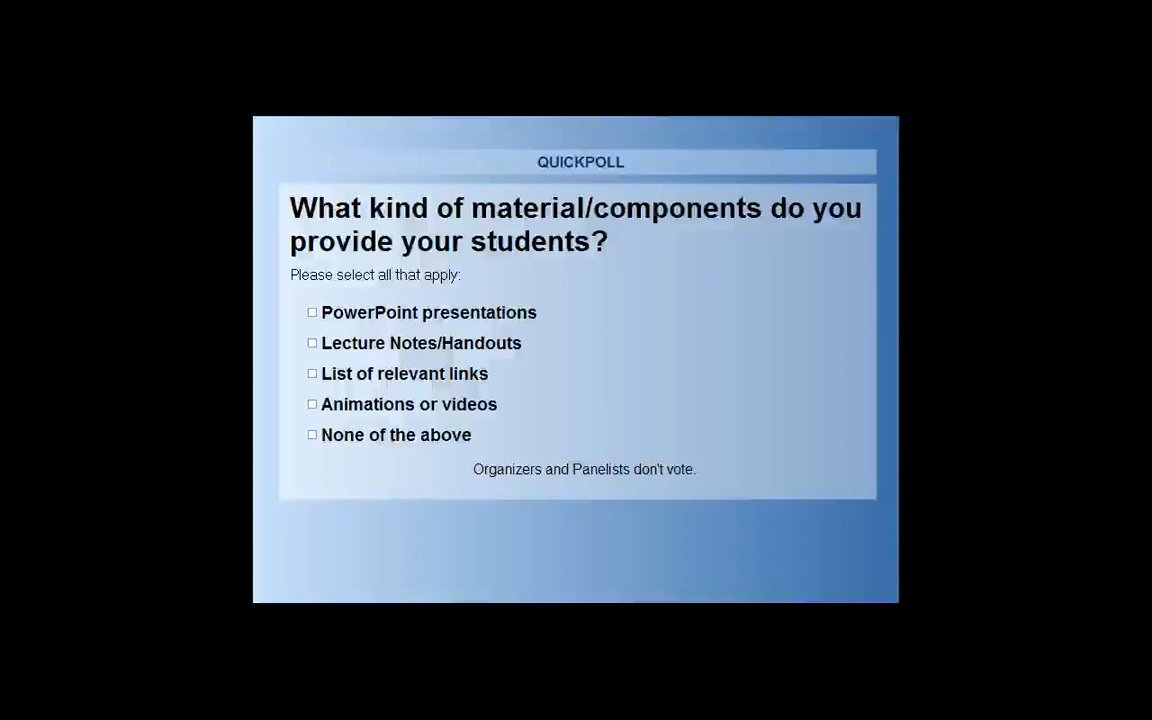 QUICKPOLL
What kind of material/components do you
provide your students?
Please select all that apply:
PowerPoint presentations
Lecture Notes/Handouts
List of relevant links
Animations or videos
None of the above
Organizers and Panelists don't vote.